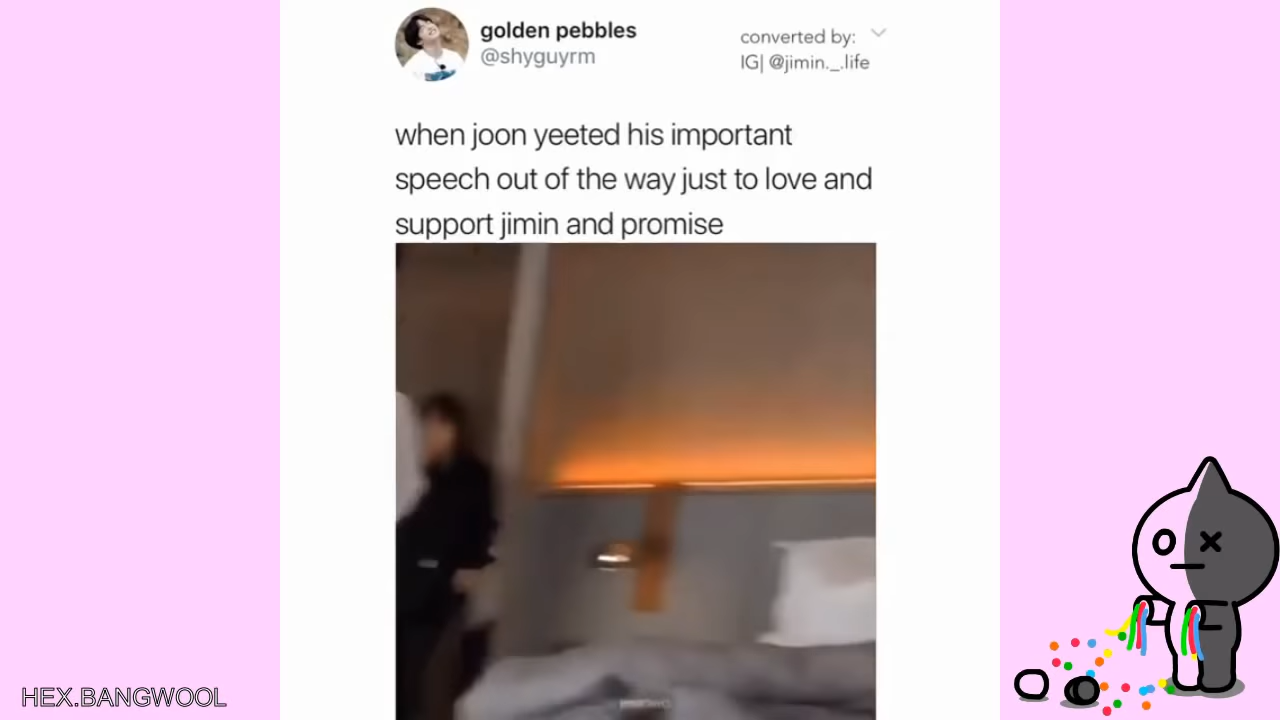 golden pebbles
@shyguyrm
converted by:
IG| @jimin._.life
when joon yeeted his important
speech out of the way just to love and
support jimin and promise
HEX.BANGWOOL